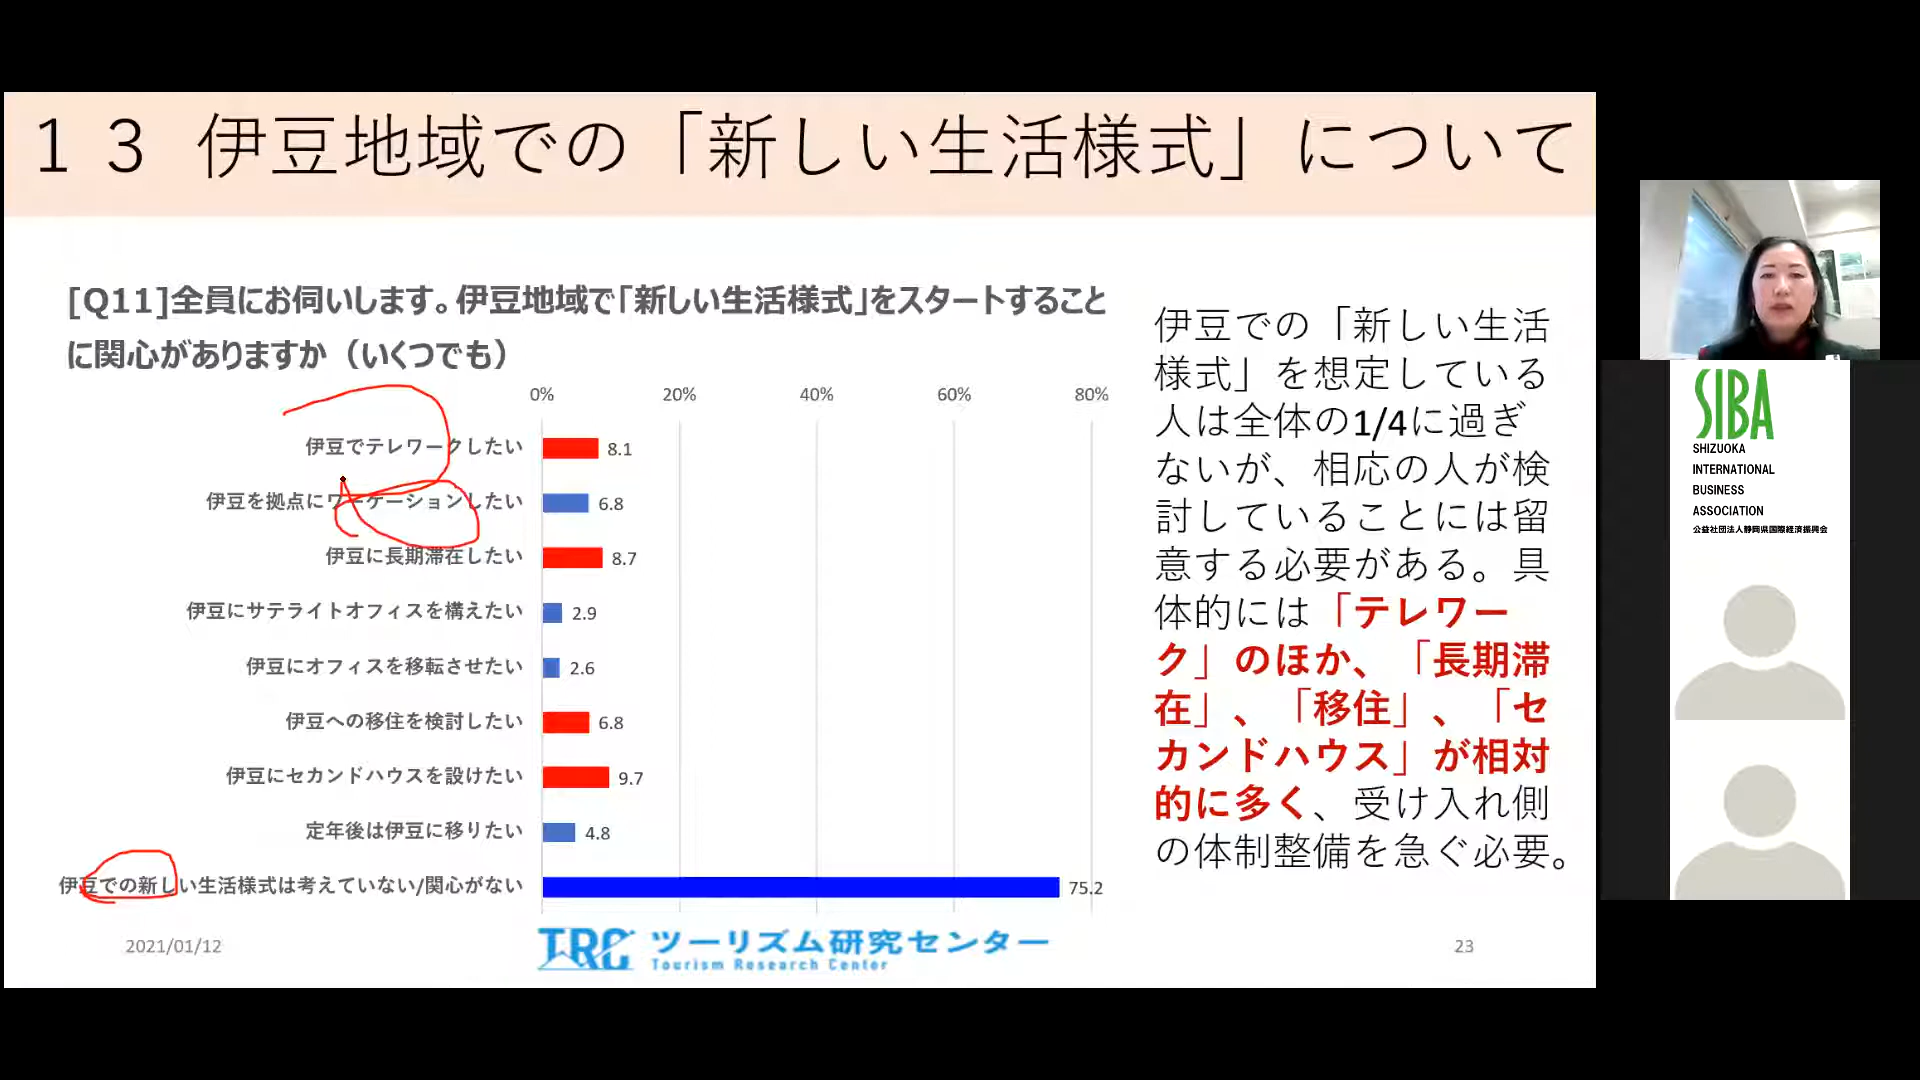 １３ 伊豆地域での「新しい生活様式」について
[Q11]全員にお伺いします。伊豆地域で「新しい生活様式」をスタートすること
に関心がありますか（いくつでも）
0% 20% 40% 60% 80%
伊豆でテレワークしたい 8.1
伊豆を拠点にワーケーションしたい 6.8
伊豆に長期滞在したい 8.7
伊豆にサテライトオフィスを構えたい 2.9
伊豆にオフィスを移転させたい 2.6
伊豆への移住を検討したい 6.8
伊豆にセカンドハウスを設けたい 9.7
定年後は伊豆に移りたい 4.8
伊豆での新しい生活様式は考えていない/関心がない 75.2
伊豆での「新しい生活
様式」を想定している
人は全体の1/4に過ぎ
ないが、相応の人が検
討していることには留
意する必要がある。具
体的には「テレワー
ク」のほか、「長期滞
在」、「移住」、「セ
カンドハウス」が相対
的に多く、受け入れ側
の体制整備を急ぐ必要。
2021/01/12
TRC ツーリズム研究センター
Tourism Research Center
23
SIBA
SHIZUOKA
INTERNATIONAL
BUSINESS
ASSOCIATION
公益社団法人静岡県国際経済振興会